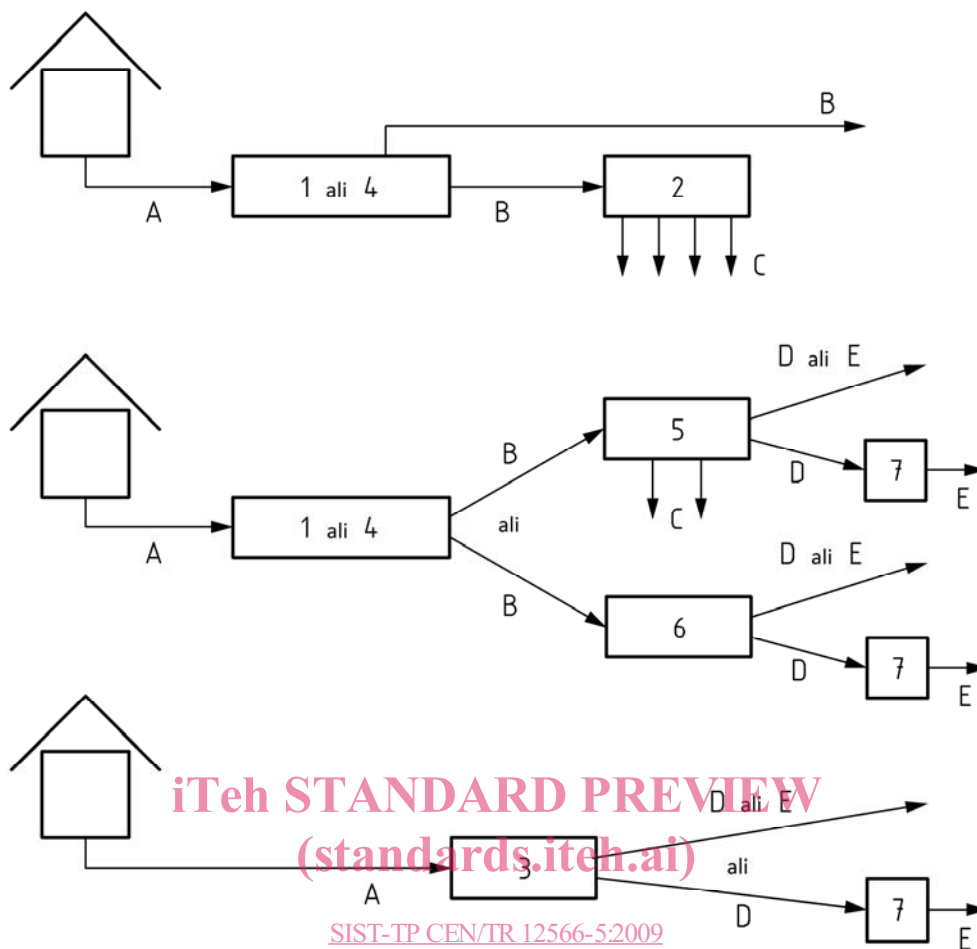 B
1 ali 4
2
A
B
C
D ali E
5
B
7
D
E
1 ali 4
ali
C
A
D ali E
B
6
7
D
E
iTeh STANDARD PREVIEW
D ali E
(standards.iteh.ai)
3
ali
A
D
7
E
SIST-TP CEN/TR 12566-5:2009